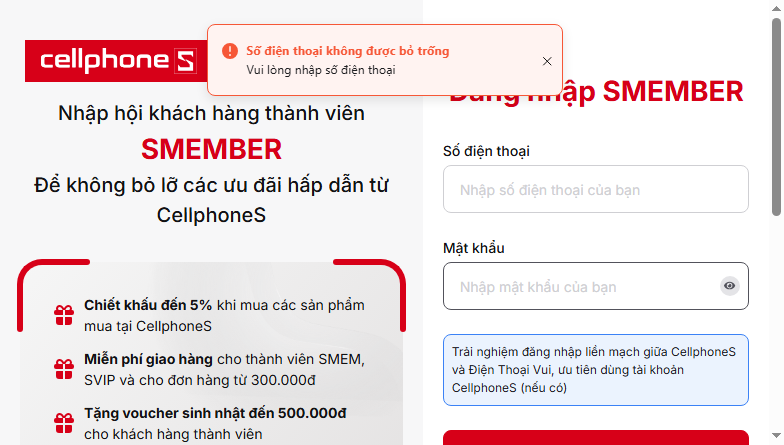 Số điện thoại không được bỏ trống
Vui lòng nhập số điện thoại
cellphoneS
Nhập hội khách hàng thành viên
SMEMBER
Để không bỏ lỡ các ưu đãi hấp dẫn từ
CellphoneS
Chiết khấu đến 5% khi mua các sản phẩm
mua tại CellphoneS
Miễn phí giao hàng cho thành viên SMEM,
SVIP và cho đơn hàng từ 300.000đ
Tặng voucher sinh nhật đến 500.000đ
cho khách hàng thành viên
Đăng nhập SMEMBER
Số điện thoại
Nhập số điện thoại của bạn
Mật khẩu
Nhập mật khẩu của bạn
Trải nghiệm đăng nhập liền mạch giữa CellphoneS
và Điện Thoại Vui, ưu tiên dùng tài khoản
CellphoneS (nếu có)